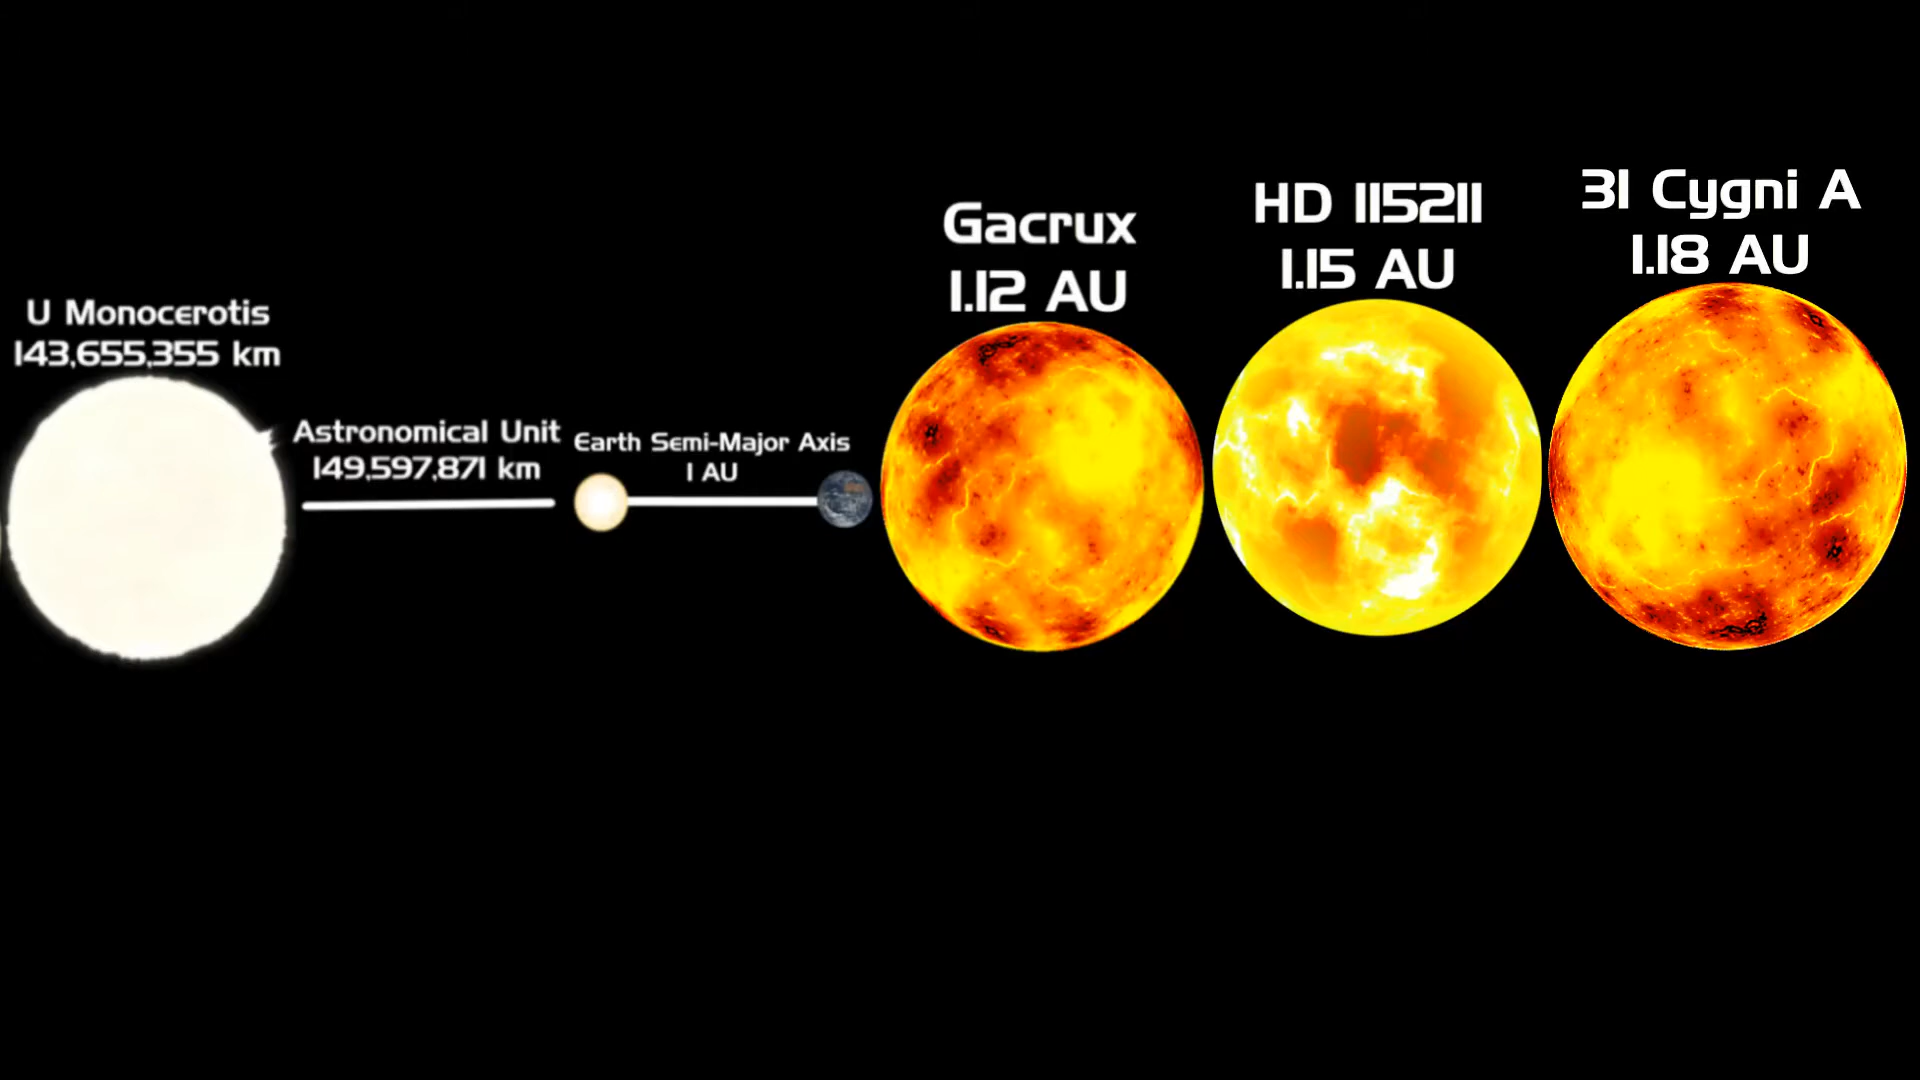 U Monocerotis
143,655,355 km
Astronomical Unit
149,597,871 km
Earth Semi-Major Axis
1 AU
Gacrux
1.12 AU
HD 115211
1.15 AU
31 Cygni A
1.18 AU